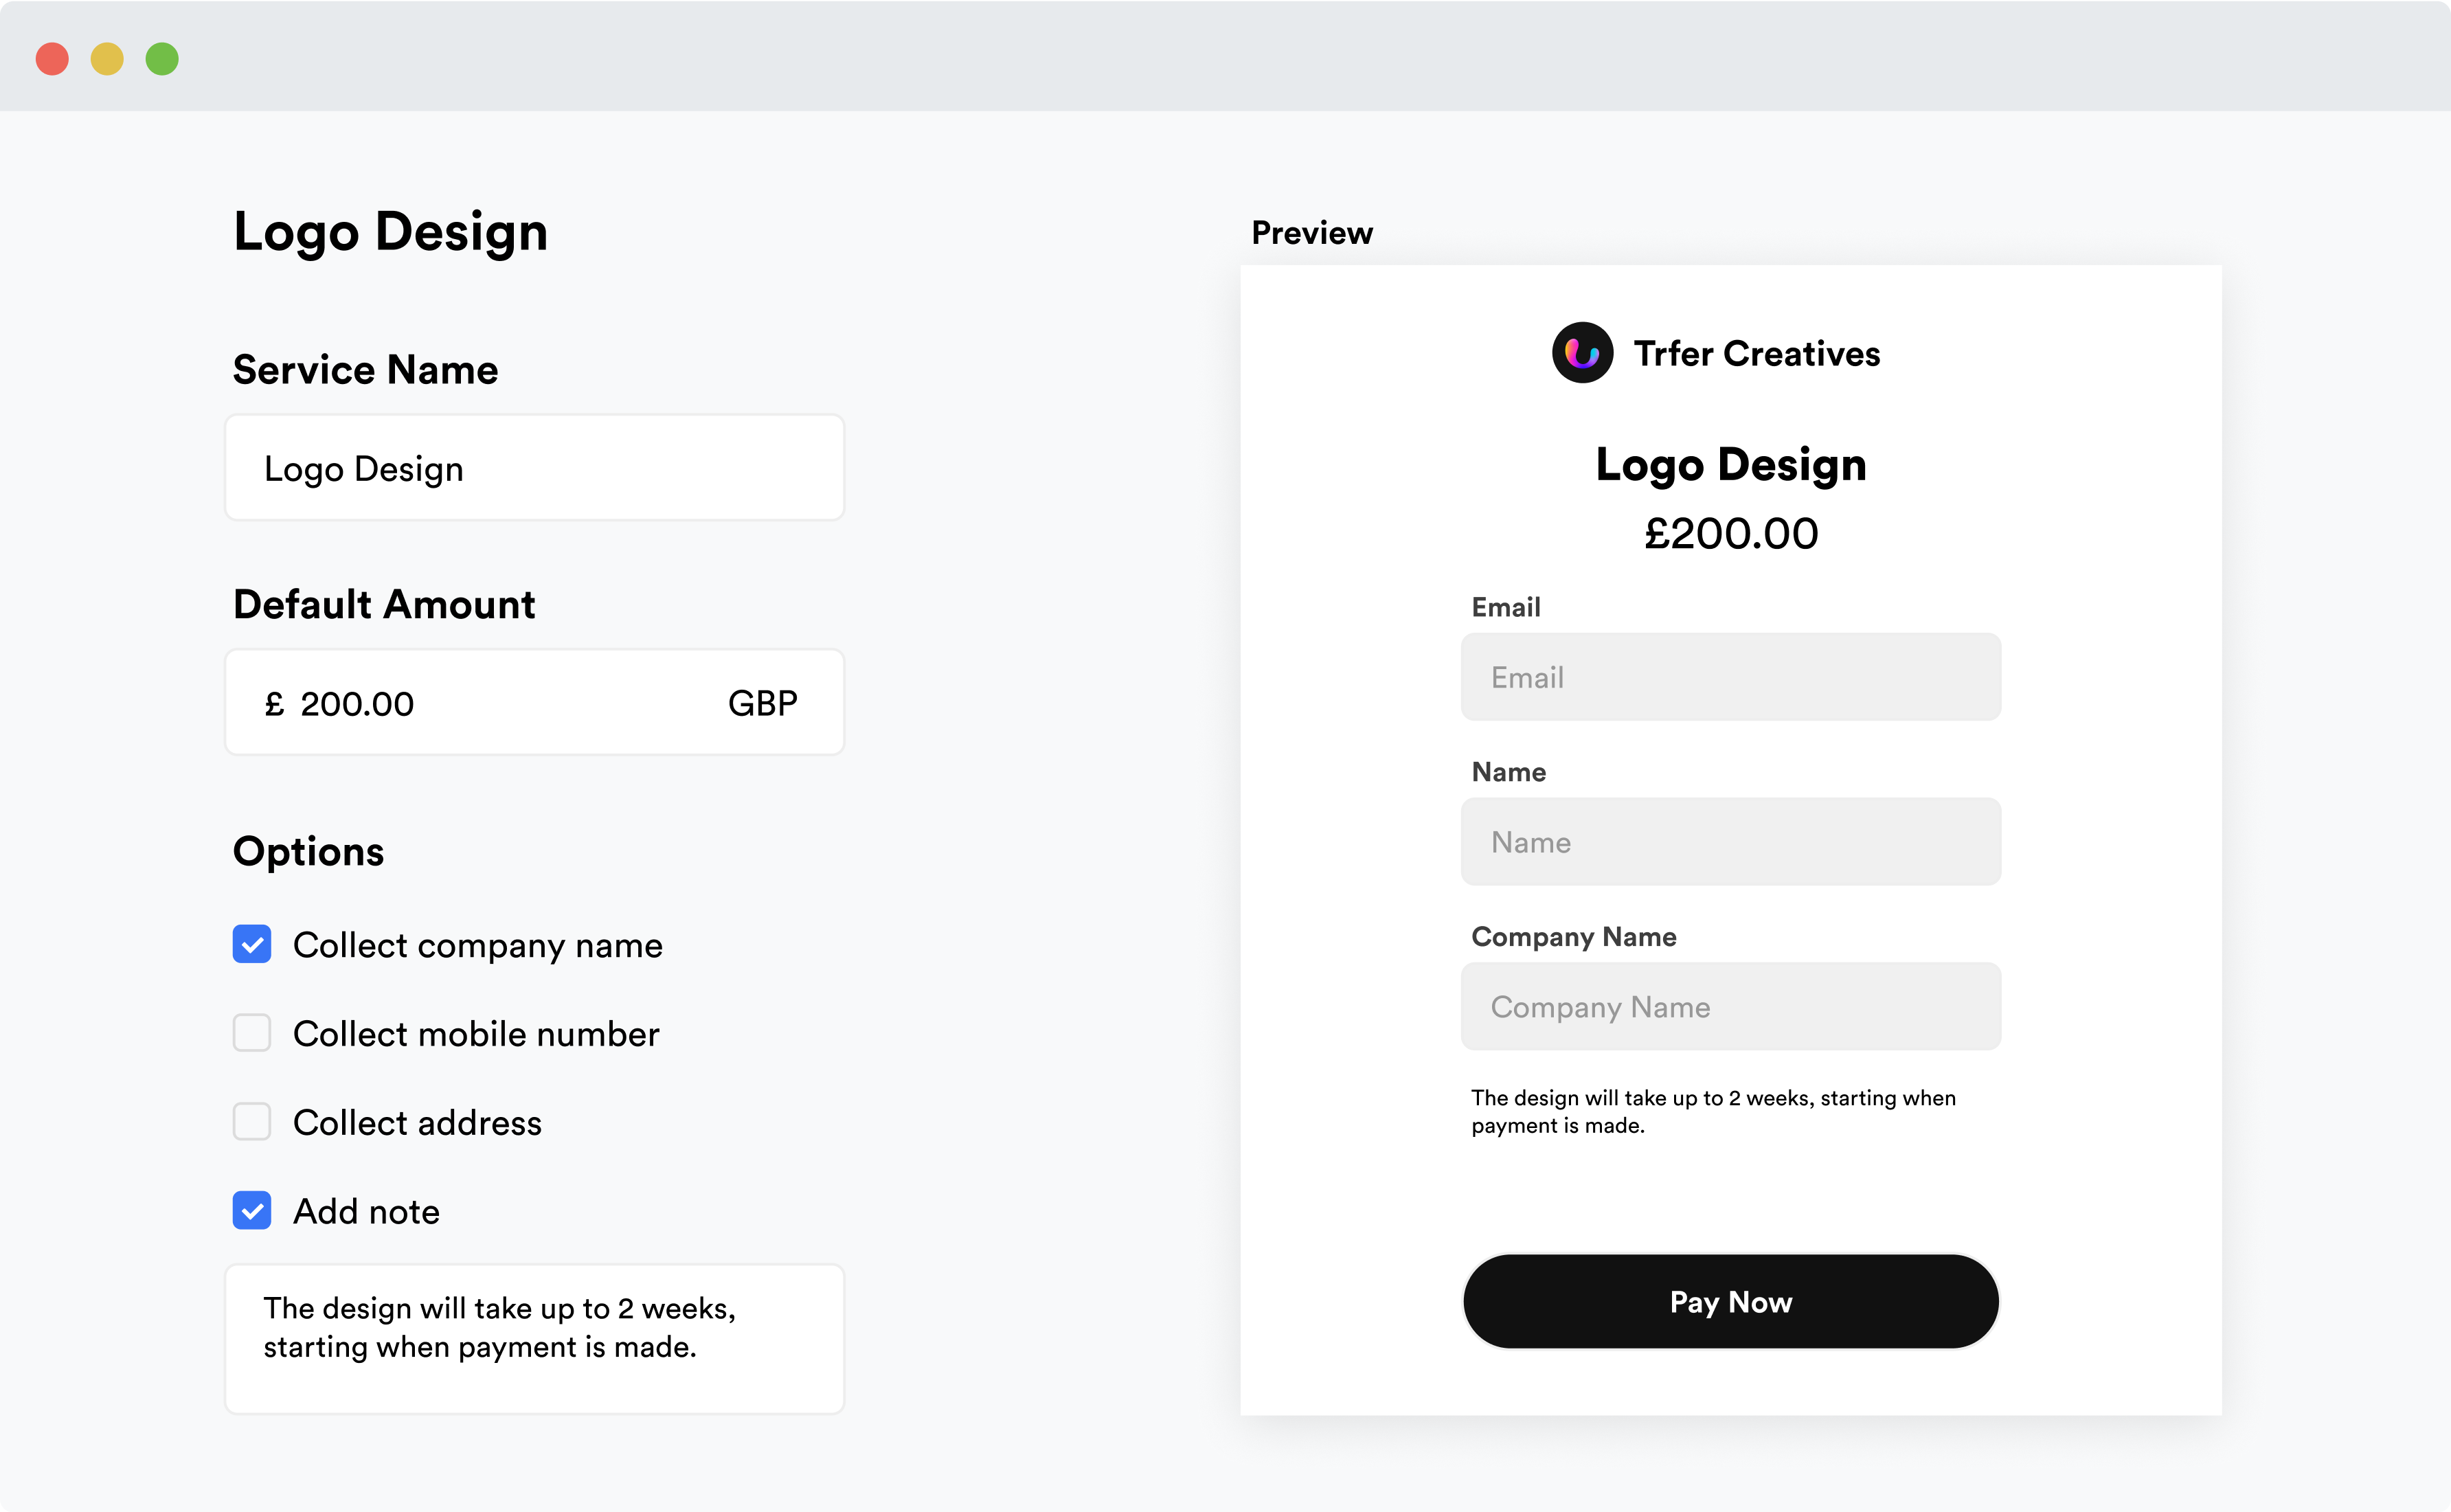 Logo Design
Service Name
Logo Design
Default Amount
£ 200.00 GBP
Options
Collect company name
Collect mobile number
Collect address
Add note
The design will take up to 2 weeks,
starting when payment is made.
Preview
Trfer Creatives
Logo Design
£200.00
Email
Email
Name
Name
Company Name
Company Name
The design will take up to 2 weeks, starting when
payment is made.
Pay Now